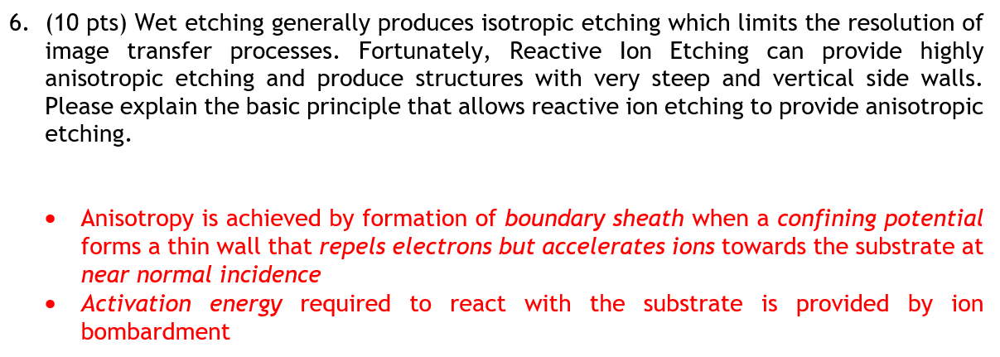 6. (10 pts) Wet etching generally produces isotropic etching which limits the resolution of
image transfer processes. Fortunately, Reactive Ion Etching can provide highly
anisotropic etching and produce structures with very steep and vertical side walls.
Please explain the basic principle that allows reactive ion etching to provide anisotropic
etching.
• Anisotropy is achieved by formation of boundary sheath when a confining potential
forms a thin wall that repels electrons but accelerates ions towards the substrate at
near normal incidence
• Activation energy required to react with the substrate is provided by ion
bombardment